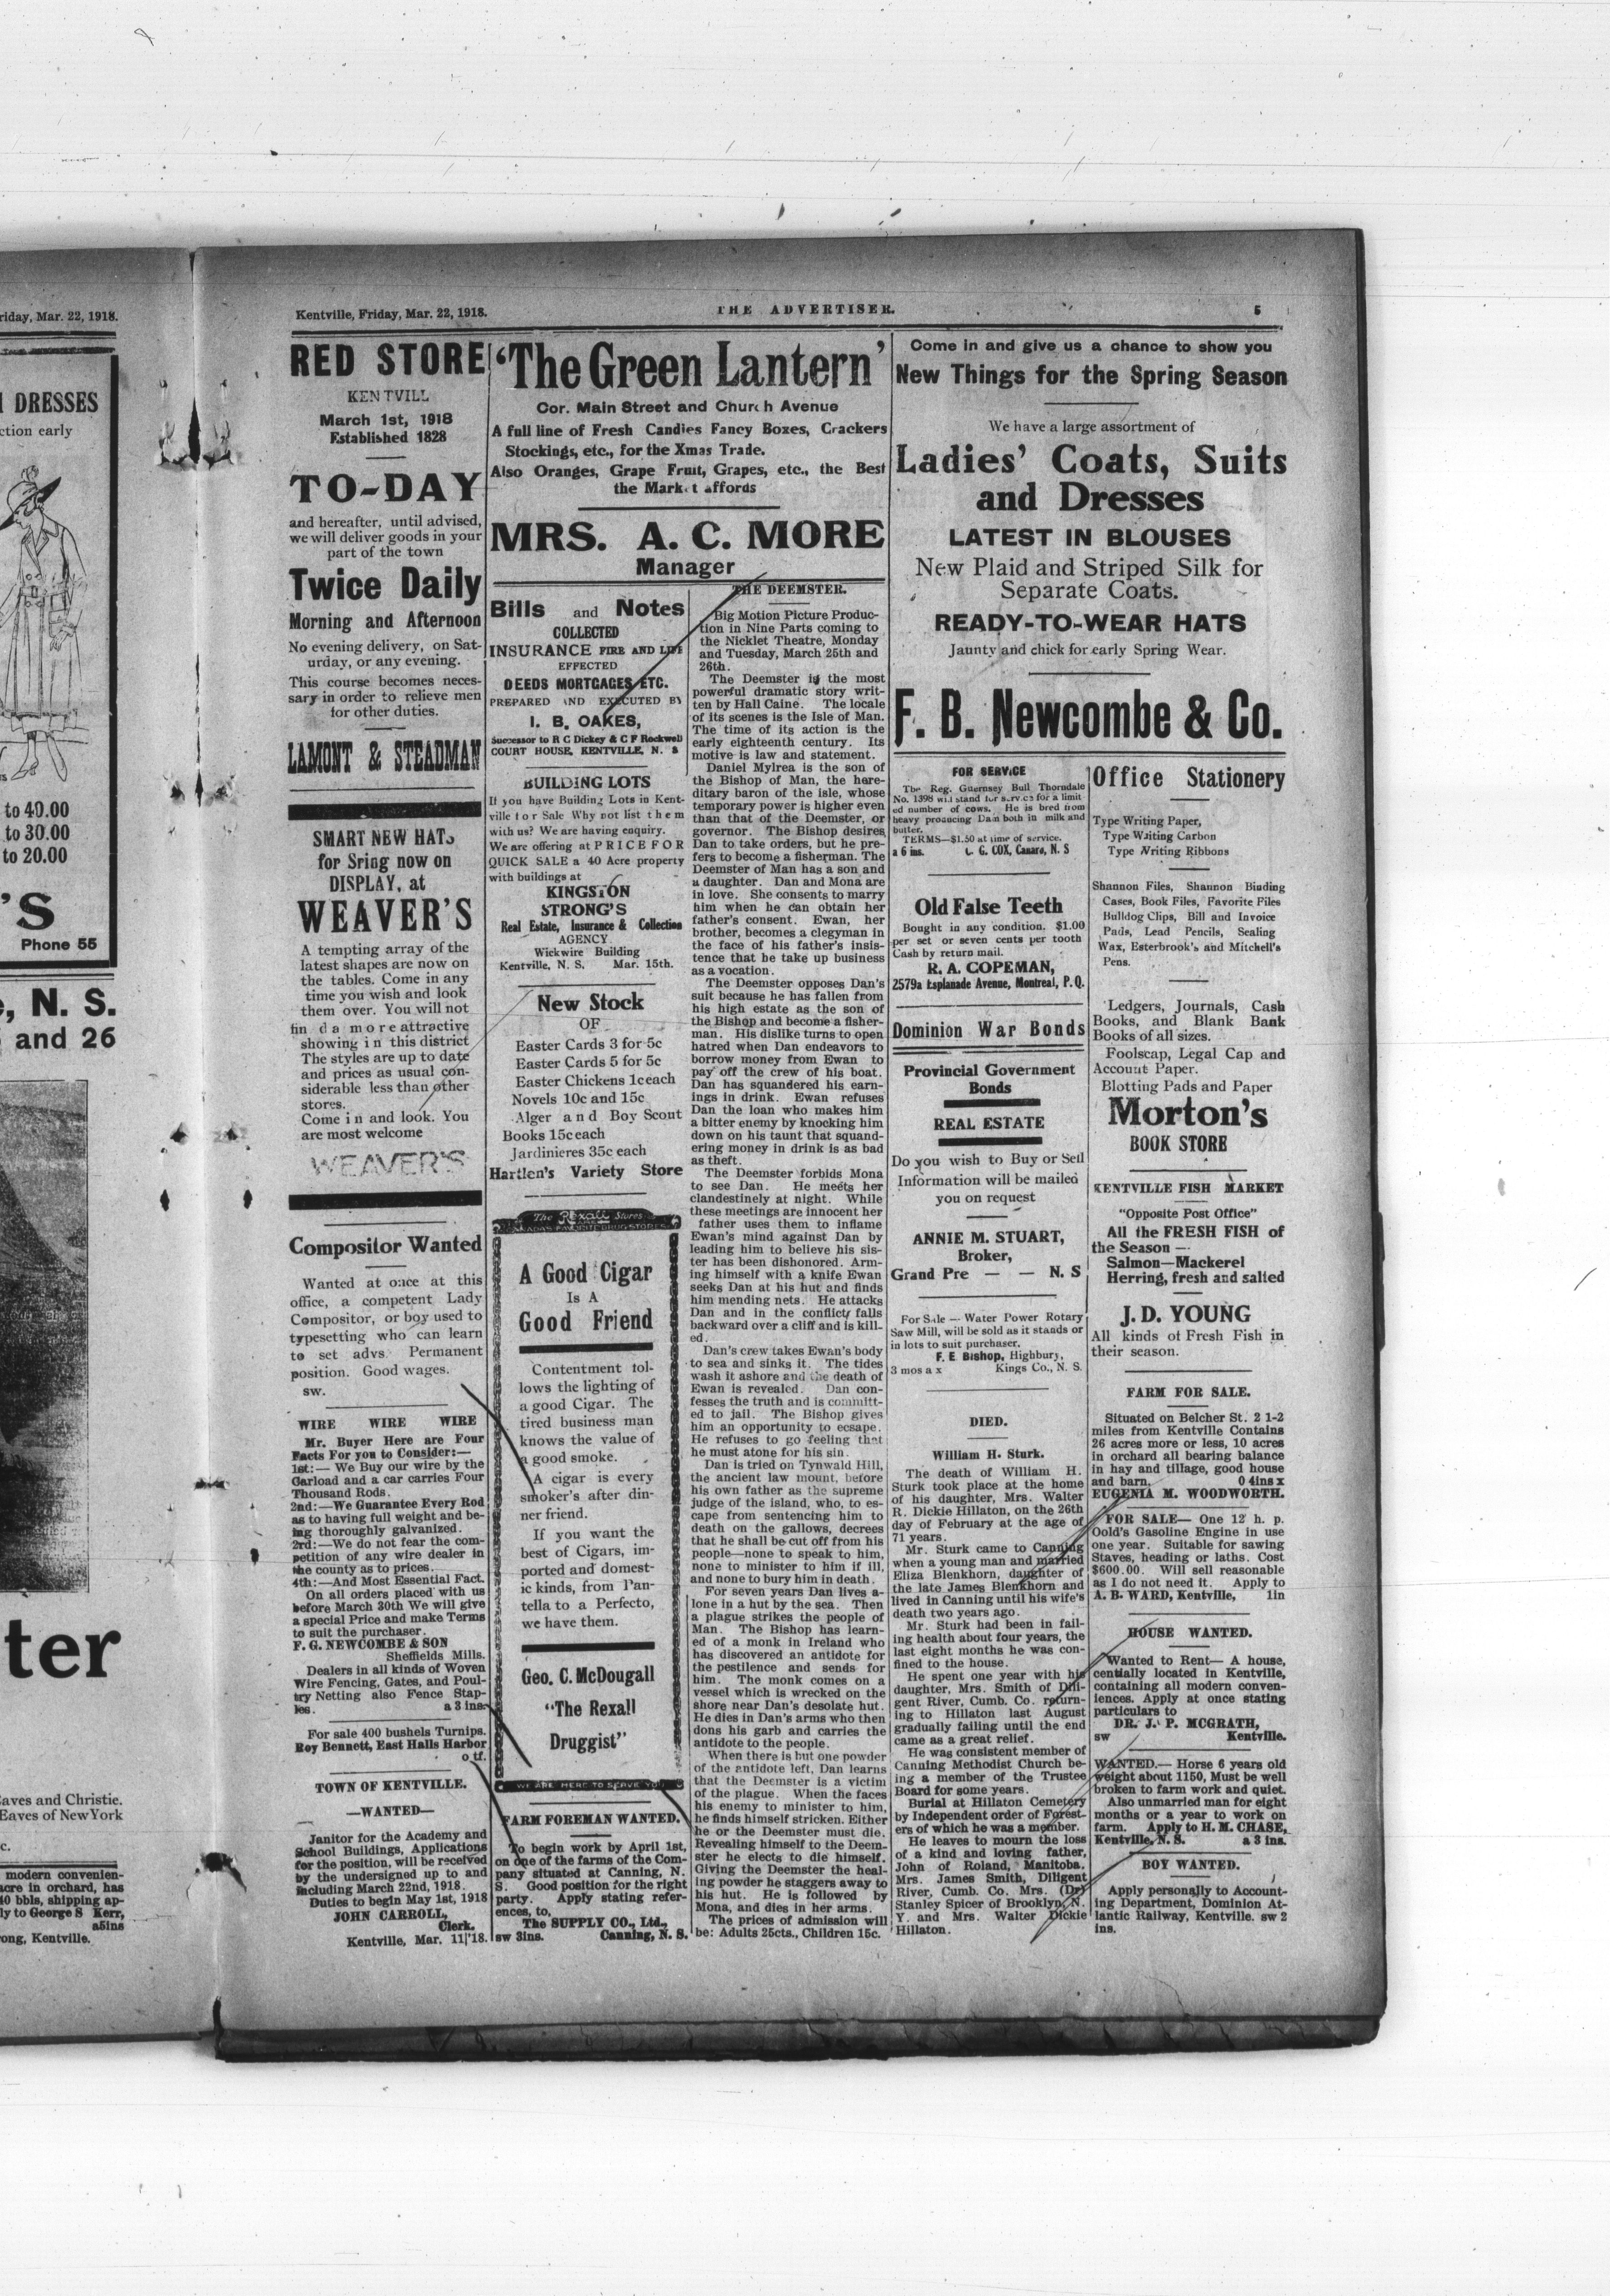 riday, Mar. 22, 1918.
DRESSES
ction early
to 40.00
to 30.00
to 20.00
'S
Phone 55
, N. S.
and 26
ter
aves and Christie.
Eaves of NewYork
c.
modern convenien-
acre in orchard, has
40 bbls, shipping ap-
ly to George S Kerr,
a5ins
ong, Kentville.
Kentville, Friday, Mar. 22, 1918.
THE ADVERTISER.
5
RED STORE
KENTVILL
March 1st, 1918
Established 1828
TO-DAY
and hereafter, until advised,
we will deliver goods in your
part of the town
Twice Daily
Morning and Afternoon
No evening delivery, on Sat-
urday, or any evening.
This course becomes neces-
sary in order to relieve men
for other duties.
LAMONT & STEADMAN
SMART NEW HATS
for Sring now on
DISPLAY, at
WEAVER'S
A tempting array of the
latest shapes are now on
the tables. Come in any
time you wish and look
them over. You will not
fin d a more attractive
showing in this district
The styles are up to date
and prices as usual con-
siderable less than other
stores.
Come in and look. You
are most welcome
WEAVER'S
Compositor Wanted
Wanted at once at this
office, a competent Lady
Compositor, or boy used to
typesetting who can learn
to set advs. Permanent
position. Good wages.
sw.
WIRE WIRE WIRE
Mr. Buyer Here are Four
Facts For you to Consider:—
1st:— We Buy our wire by the
Carload and a car carries Four
Thousand Rods.
2nd:—We Guarantee Every Rod
as to having full weight and be-
ing thoroughly galvanized.
2rd:—We do not fear the com-
petition of any wire dealer in
the county as to prices.
4th:—And Most Essential Fact.
On all orders placed with us
before March 30th We will give
a special Price and make Terms
to suit the purchaser.
F. G. NEWCOMBE & SON
Sheffields Mills.
Dealers in all kinds of Woven
Wire Fencing, Gates, and Poul-
try Netting also Fence Stap-
les. a 3 ins.
For sale 400 bushels Turnips.
Roy Bennett, East Halls Harbor
o tf.
TOWN OF KENTVILLE.
—WANTED—
Janitor for the Academy and
School Buildings, Applications
for the position, will be received
by the undersigned up to and
including March 22nd, 1918.
Duties to begin May 1st, 1918
JOHN CARROLL,
Clerk.
Kentville, Mar. 11|'18.
'The Green Lantern'
Cor. Main Street and Church Avenue
A full line of Fresh Candies Fancy Boxes, Crackers
Stockings, etc., for the Xmas Trade.
Also Oranges, Grape Fruit, Grapes, etc., the Best
the Market affords
MRS. A. C. MORE
Manager
Bills and Notes
COLLECTED
INSURANCE FIRE AND LIFE
EFFECTED
DEEDS MORTGAGES ETC.
PREPARED AND EXECUTED BY
I. B. OAKES,
Successor to R C Dickey & C F Rockwell
COURT HOUSE, KENTVILLE, N. S
BUILDING LOTS
If you have Building Lots in Kent-
ville for Sale Why not list them
with us? We are having enquiry.
We are offering at PRICE FOR
QUICK SALE a 40 Acre property
with buildings at
KINGSTON
STRONG'S
Real Estate, Insurance & Collection
AGENCY
Wickwire Building
Kentville, N. S. Mar. 15th.
New Stock
OF
Easter Cards 3 for 5c
Easter Cards 5 for 5c
Easter Chickens 1c each
Novels 10c and 15c
Alger and Boy Scout
Books 15c each
Jardinieres 35c each
Hartlen's Variety Store
The Rexall Stores
A Good Cigar
Is A
Good Friend
Contentment fol-
lows the lighting of
a good Cigar. The
tired business man
knows the value of
a good smoke.
A cigar is every
smoker's after din-
ner friend.
If you want the
best of Cigars, im-
ported and domest-
ic kinds, from Pan-
tella to a Perfecto,
we have them.
Geo. C. McDougall
"The Rexall
Druggist"
WE ARE HERE TO SERVE YOU
FARM FOREMAN WANTED.
To begin work by April 1st,
on one of the farms of the Com-
pany situated at Canning, N.
S. Good position for the right
party. Apply stating refer-
ences, to,
The SUPPLY CO., Ltd.,
sw 3ins. Canning, N. S.
THE DEEMSTER.
Big Motion Picture Produc-
tion in Nine Parts coming to
the Nicklet Theatre, Monday
and Tuesday, March 25th and
26th.
The Deemster is the most
powerful dramatic story writ-
ten by Hall Caine. The locale
of its scenes is the Isle of Man.
The time of its action is the
early eighteenth century. Its
motive is law and statement.
Daniel Mylrea is the son of
the Bishop of Man, the here-
ditary baron of the isle, whose
temporary power is higher even
than that of the Deemster, or
governor. The Bishop desires
Dan to take orders, but he pre-
fers to become a fisherman. The
Deemster of Man has a son and
a daughter. Dan and Mona are
in love. She consents to marry
him when he can obtain her
father's consent. Ewan, her
brother, becomes a clegyman in
the face of his father's insis-
tence that he take up business
as a vocation.
The Deemster opposes Dan's
suit because he has fallen from
his high estate as the son of
the Bishop and become a fisher-
man. His dislike turns to open
hatred when Dan endeavors to
borrow money from Ewan to
pay off the crew of his boat.
Dan has squandered his earn-
ings in drink. Ewan refuses
Dan the loan who makes him
a bitter enemy by knocking him
down on his taunt that squand-
ering money in drink is as bad
as theft.
The Deemster forbids Mona
to see Dan. He meets her
clandestinely at night. While
these meetings are innocent her
father uses them to inflame
Ewan's mind against Dan by
leading him to believe his sis-
ter has been dishonored. Arm-
ing himself with a knife Ewan
seeks Dan at his hut and finds
him mending nets. He attacks
Dan and in the conflict falls
backward over a cliff and is kill-
ed.
Dan's crew takes Ewan's body
to sea and sinks it. The tides
wash it ashore and the death of
Ewan is revealed. Dan con-
fesses the truth and is committ-
ed to jail. The Bishop gives
him an opportunity to ecsape.
He refuses to go feeling that
he must atone for his sin.
Dan is tried on Tynwald Hill,
the ancient law mount, before
his own father as the supreme
judge of the island, who, to es-
cape from sentencing him to
death on the gallows, decrees
that he shall be cut off from his
people—none to speak to him,
none to minister to him if ill,
and none to bury him in death.
For seven years Dan lives a-
lone in a hut by the sea. Then
a plague strikes the people of
Man. The Bishop has learn-
ed of a monk in Ireland who
has discovered an antidote for
the pestilence and sends for
him. The monk comes on a
vessel which is wrecked on the
shore near Dan's desolate hut.
He dies in Dan's arms who then
dons his garb and carries the
antidote to the people.
When there is but one powder
of the antidote left, Dan learns
that the Deemster is a victim
of the plague. When the faces
his enemy to minister to him,
he finds himself stricken. Either
he or the Deemster must die.
Revealing himself to the Deem-
ster he elects to die himself.
Giving the Deemster the heal-
ing powder he staggers away to
his hut. He is followed by
Mona, and dies in her arms.
The prices of admission will
be: Adults 25cts., Children 15c.
Come in and give us a chance to show you
New Things for the Spring Season
We have a large assortment of
Ladies' Coats, Suits
and Dresses
LATEST IN BLOUSES
New Plaid and Striped Silk for
Separate Coats.
READY-TO-WEAR HATS
Jaunty and chick for early Spring Wear.
F. B. Newcombe & Co.
FOR SERVICE
The Reg. Guernsey Bull Thorndale
No. 1398 will stand for service for a limit
ed number of cows. He is bred from
heavy producing Dam both in milk and
butter.
TERMS—$1.50 at time of service.
a 6 ins. C. G. COX, Canard, N. S
Old False Teeth
Bought in any condition. $1.00
per set or seven cents per tooth
Cash by return mail.
R. A. COPEMAN,
2579a Esplanade Avenue, Montreal, P. Q.
Dominion War Bonds
Provincial Government
Bonds
REAL ESTATE
Do you wish to Buy or Sell
Information will be mailed
you on request
ANNIE M. STUART,
Broker,
Grand Pre — — N. S
For Sale — Water Power Rotary
Saw Mill, will be sold as it stands or
in lots to suit purchaser.
F. E Bishop, Highbury,
3 mos a x Kings Co., N. S.
DIED.
William H. Sturk.
The death of William H.
Sturk took place at the home
of his daughter, Mrs. Walter
R. Dickie Hillaton, on the 26th
day of February at the age of
71 years.
Mr. Sturk came to Canning
when a young man and married
Eliza Blenkhorn, daughter of
the late James Blenkhorn and
lived in Canning until his wife's
death two years ago.
Mr. Sturk had been in fail-
ing health about four years, the
last eight months he was con-
fined to the house.
He spent one year with his
daughter, Mrs. Smith of Dili-
gent River, Cumb. Co. return-
ing to Hillaton last August
gradually failing until the end
came as a great relief.
He was consistent member of
Canning Methodist Church be-
ing a member of the Trustee
Board for some years.
Burial at Hillaton Cemetery
by Independent order of Forest-
ers of which he was a member.
He leaves to mourn the loss
of a kind and loving father,
John of Roland, Manitoba.
Mrs. James Smith, Diligent
River, Cumb. Co. Mrs. (Dr)
Stanley Spicer of Brooklyn, N.
Y. and Mrs. Walter Dickie
Hillaton.
Office Stationery
Type Writing Paper,
Type Writing Carbon
Type Writing Ribbons
Shannon Files, Shannon Binding
Cases, Book Files, Favorite Files
Bulldog Clips, Bill and Invoice
Pads, Lead Pencils, Sealing
Wax, Esterbrook's and Mitchell's
Pens.
Ledgers, Journals, Cash
Books, and Blank Bank
Books of all sizes.
Foolscap, Legal Cap and
Account Paper.
Blotting Pads and Paper
Morton's
BOOK STORE
KENTVILLE FISH MARKET
"Opposite Post Office"
All the FRESH FISH of
the Season —
Salmon—Mackerel
Herring, fresh and salted
J. D. YOUNG
All kinds of Fresh Fish in
their season.
FARM FOR SALE.
Situated on Belcher St. 2 1-2
miles from Kentville Contains
26 acres more or less, 10 acres
in orchard all bearing balance
in hay and tillage, good house
and barn. O 4ins x
EUGENIA M. WOODWORTH.
FOR SALE— One 12 h. p.
Oold's Gasoline Engine in use
one year. Suitable for sawing
Staves, heading or laths. Cost
$600.00. Will sell reasonable
as I do not need it. Apply to
A. B. WARD, Kentville, 1in
HOUSE WANTED.
Wanted to Rent— A house,
centially located in Kentville,
containing all modern conven-
iences. Apply at once stating
particulars to
DR. J. P. MCGRATH,
sw Kentville.
WANTED.— Horse 6 years old
weight about 1150, Must be well
broken to farm work and quiet.
Also unmarried man for eight
months or a year to work on
farm. Apply to H. M. CHASE,
Kentville, N. S. a 3 ins.
BOY WANTED.
Apply personally to Account-
ing Department, Dominion At-
lantic Railway, Kentville. sw 2
ins.